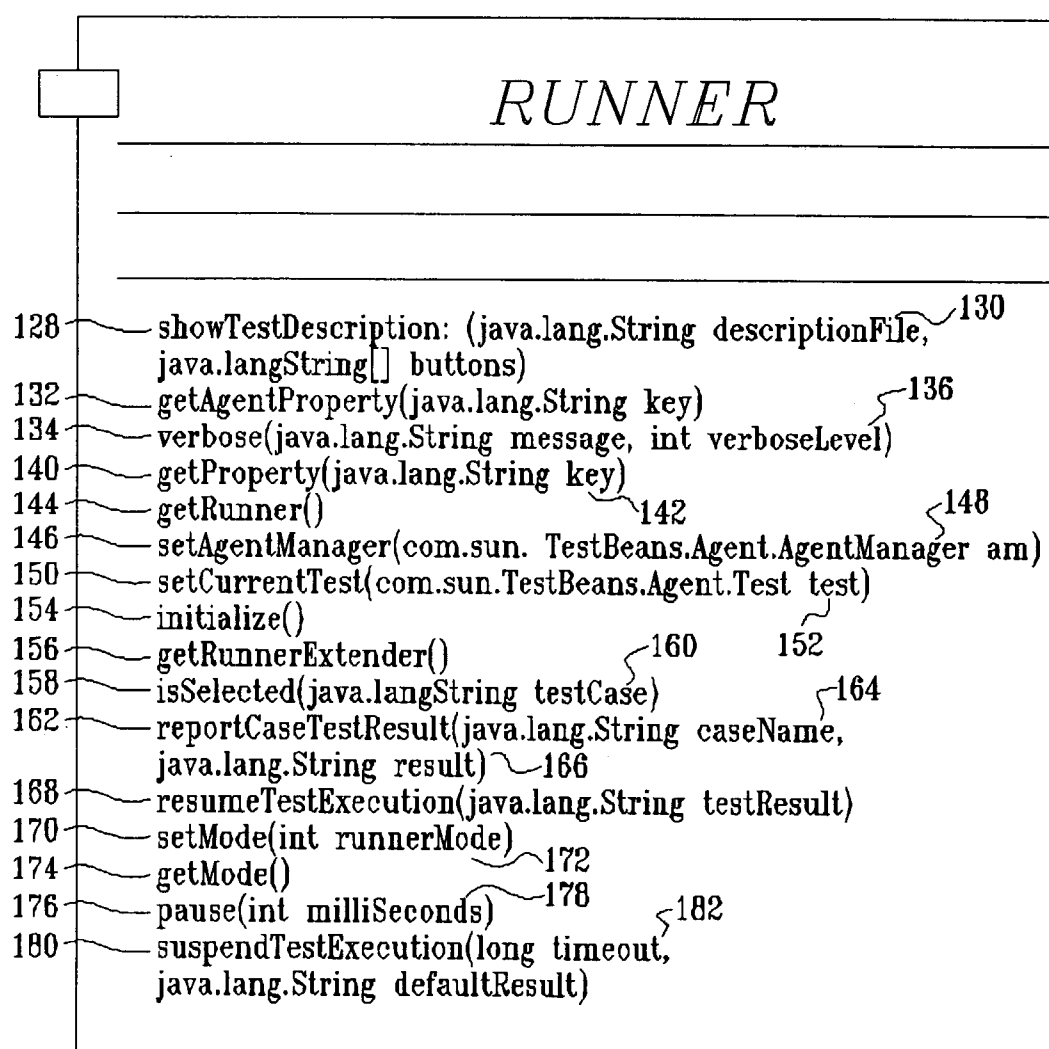 RUNNER
128 showTestDescription: (java.lang.String descriptionFile, 130
java.langString[] buttons)
132 getAgentProperty(java.lang.String key) 136
134 verbose(java.lang.String message, int verboseLevel)
140 getProperty(java.lang.String key)
144 getRunner() 142 148
146 setAgentManager(com.sun. TestBeans.Agent.AgentManager am)
150 setCurrentTest(com.sun.TestBeans.Agent.Test test)
154 initialize()
156 getRunnerExtender() 160 152
158 isSelected(java.langString testCase) 164
162 reportCaseTestResult(java.lang.String caseName,
java.lang.String result) 166
168 resumeTestExecution(java.lang.String testResult)
170 setMode(int runnerMode)
174 getMode() 172
176 pause(int milliSeconds) 178 182
180 suspendTestExecution(long timeout,
java.lang.String defaultResult)